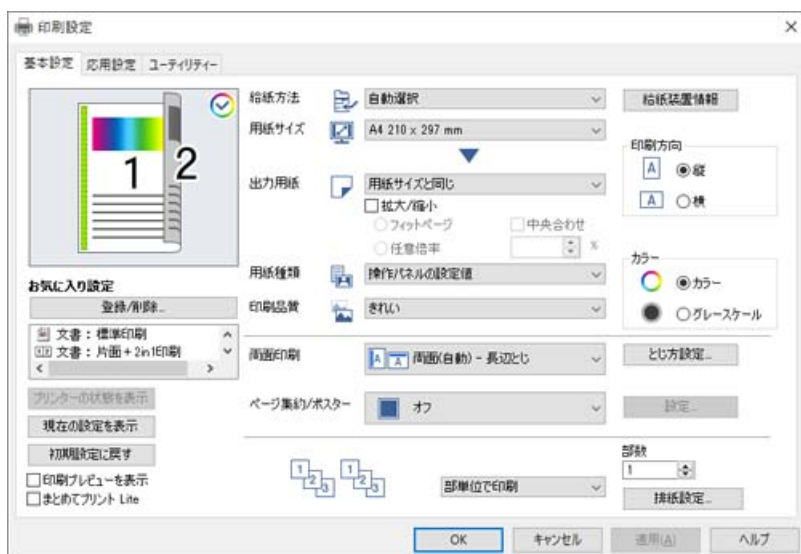 印刷設定
基本設定 応用設定 ユーティリティー
1 2
給紙方法 自動選択 給紙装置情報
用紙サイズ A4 210 x 297 mm
印刷方向
A 縦
A 横
出力用紙 用紙サイズと同じ
拡大/縮小
フィットページ 中央合わせ
任意倍率 %
カラー
カラー
グレースケール
用紙種類 操作パネルの設定値
印刷品質 きれい
お気に入り設定
登録/削除...
文書:標準印刷
文書:片面+2in1印刷
両面印刷 A A 両面(自動) - 長辺とじ とじ方設定...
ページ集約/ポスター オフ 設定...
プリンターの状態を表示
現在の設定を表示
初期設定に戻す
印刷プレビューを表示
まとめてプリント Lite
1 2 3 1 2 3 部単位で印刷
部数
1
排紙設定...
OK キャンセル 適用(A) ヘルプ